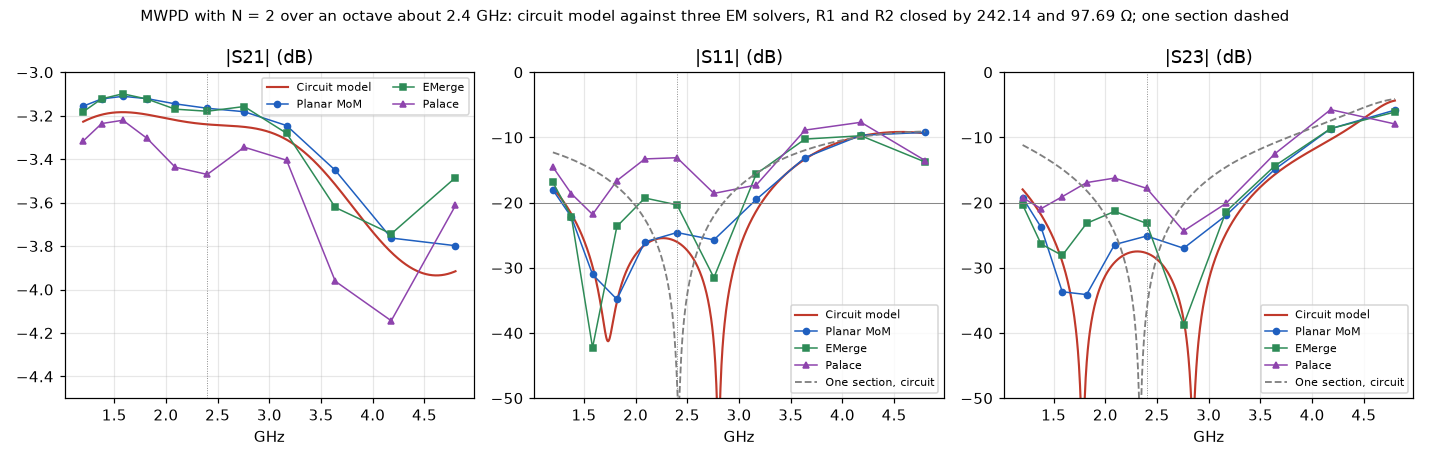 MWPD with N = 2 over an octave about 2.4 GHz: circuit model against three EM solvers, R1 and R2 closed by 242.14 and 97.69 Ω; one section dashed
|S21| (dB)
−3.0
−3.2
−3.4
−3.6
−3.8
−4.0
−4.2
−4.4
1.5 2.0 2.5 3.0 3.5 4.0 4.5
GHz
Circuit model
Planar MoM
EMerge
Palace
|S11| (dB)
0
−10
−20
−30
−40
−50
1.5 2.0 2.5 3.0 3.5 4.0 4.5
GHz
Circuit model
Planar MoM
EMerge
Palace
One section, circuit
|S23| (dB)
0
−10
−20
−30
−40
−50
1.5 2.0 2.5 3.0 3.5 4.0 4.5
GHz
Circuit model
Planar MoM
EMerge
Palace
One section, circuit